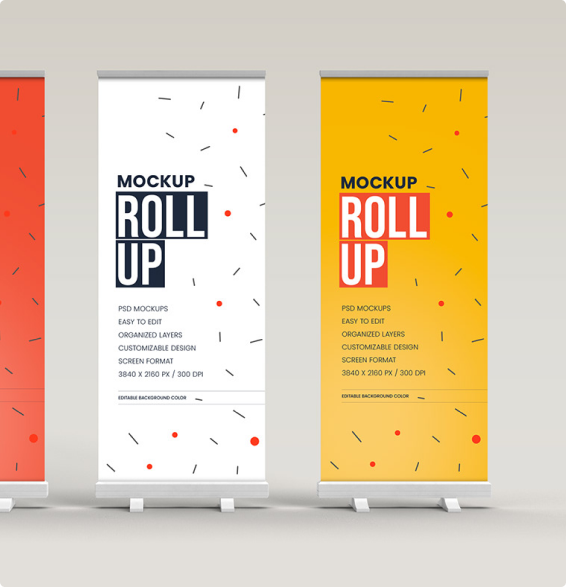 MOCKUP
ROLL
UP
PSD MOCKUPS
EASY TO EDIT
ORGANIZED LAYERS
CUSTOMIZABLE DESIGN
SCREEN FORMAT
3840 X 2160 PX / 300 DPI
EDITABLE BACKGROUND COLOR
MOCKUP
ROLL
UP
PSD MOCKUPS
EASY TO EDIT
ORGANIZED LAYERS
CUSTOMIZABLE DESIGN
SCREEN FORMAT
3840 X 2160 PX / 300 DPI
EDITABLE BACKGROUND COLOR